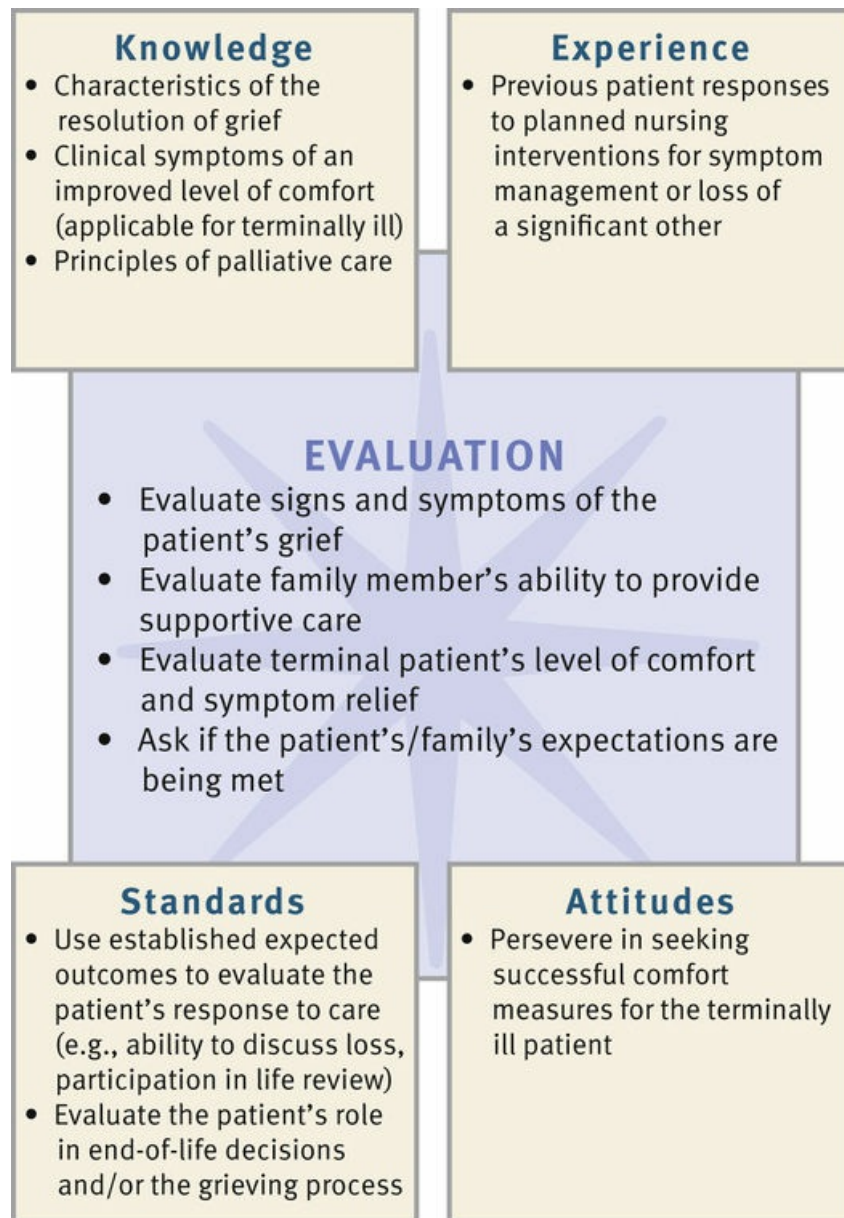 Knowledge
• Characteristics of the
resolution of grief
• Clinical symptoms of an
improved level of comfort
(applicable for terminally ill)
• Principles of palliative care
Experience
• Previous patient responses
to planned nursing
interventions for symptom
management or loss of
a significant other
EVALUATION
• Evaluate signs and symptoms of the
patient’s grief
• Evaluate family member’s ability to provide
supportive care
• Evaluate terminal patient’s level of comfort
and symptom relief
• Ask if the patient’s/family’s expectations are
being met
Standards
• Use established expected
outcomes to evaluate the
patient’s response to care
(e.g., ability to discuss loss,
participation in life review)
• Evaluate the patient’s role
in end-of-life decisions
and/or the grieving process
Attitudes
• Persevere in seeking
successful comfort
measures for the terminally
ill patient